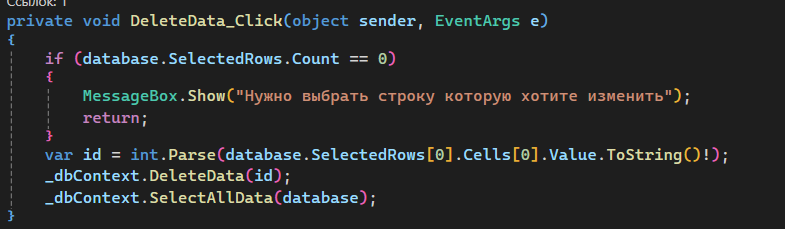 Ссылок: 1
private void DeleteData_Click(object sender, EventArgs e)
{
if (database.SelectedRows.Count == 0)
{
MessageBox.Show("Нужно выбрать строку которую хотите изменить");
return;
}
var id = int.Parse(database.SelectedRows[0].Cells[0].Value.ToString()!);
_dbContext.DeleteData(id);
_dbContext.SelectAllData(database);
}